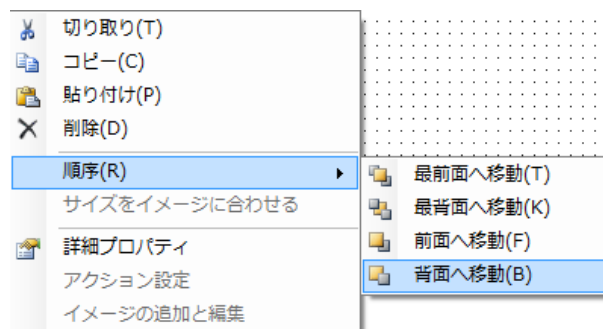 切り取り(T)
コピー(C)
貼り付け(P)
削除(D)
順序(R)
サイズをイメージに合わせる
詳細プロパティ
アクション設定
イメージの追加と編集
最前面へ移動(T)
最背面へ移動(K)
前面へ移動(F)
背面へ移動(B)